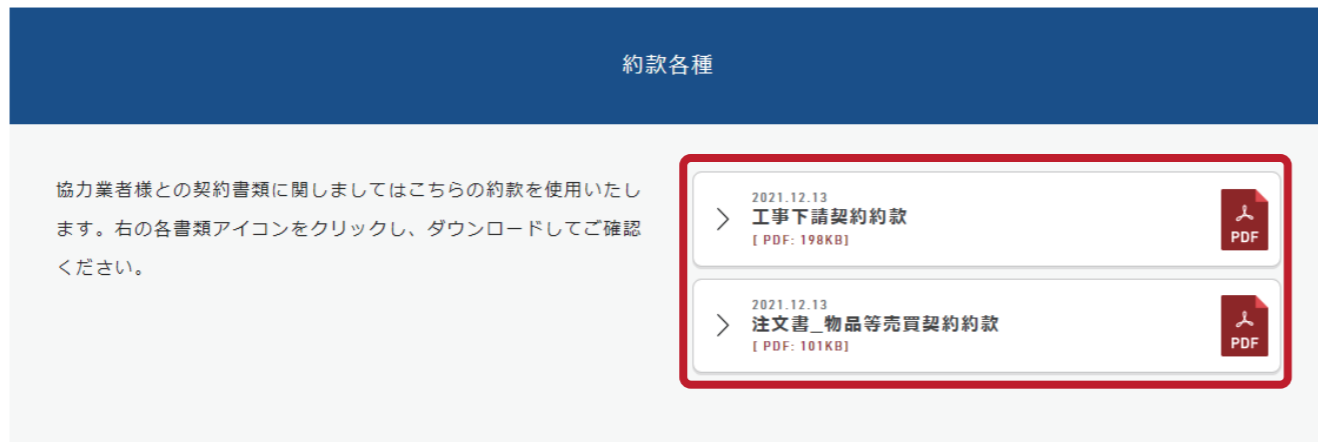 約款各種
協力業者様との契約書類に関しましてはこちらの約款を使用いたし
ます。右の各書類アイコンをクリックし、ダウンロードしてご確認
ください。
2021.12.13
工事下請契約約款
[ PDF: 198KB]
PDF
2021.12.13
注文書_物品等売買契約約款
[ PDF: 101KB]
PDF